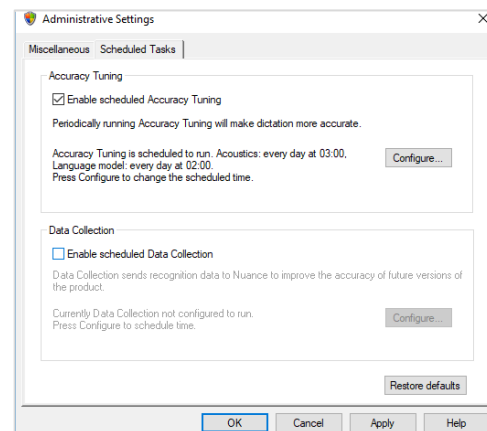 Administrative Settings
Miscellaneous Scheduled Tasks
Accuracy Tuning
Enable scheduled Accuracy Tuning
Periodically running Accuracy Tuning will make dictation more accurate.
Accuracy Tuning is scheduled to run. Acoustics: every day at 03:00,
Language model: every day at 02:00.
Press Configure to change the scheduled time.
Configure...
Data Collection
Enable scheduled Data Collection
Data Collection sends recognition data to Nuance to improve the accuracy of future versions of
the product.
Currently Data Collection not configured to run.
Press Configure to schedule time.
Configure...
Restore defaults
OK Cancel Apply Help